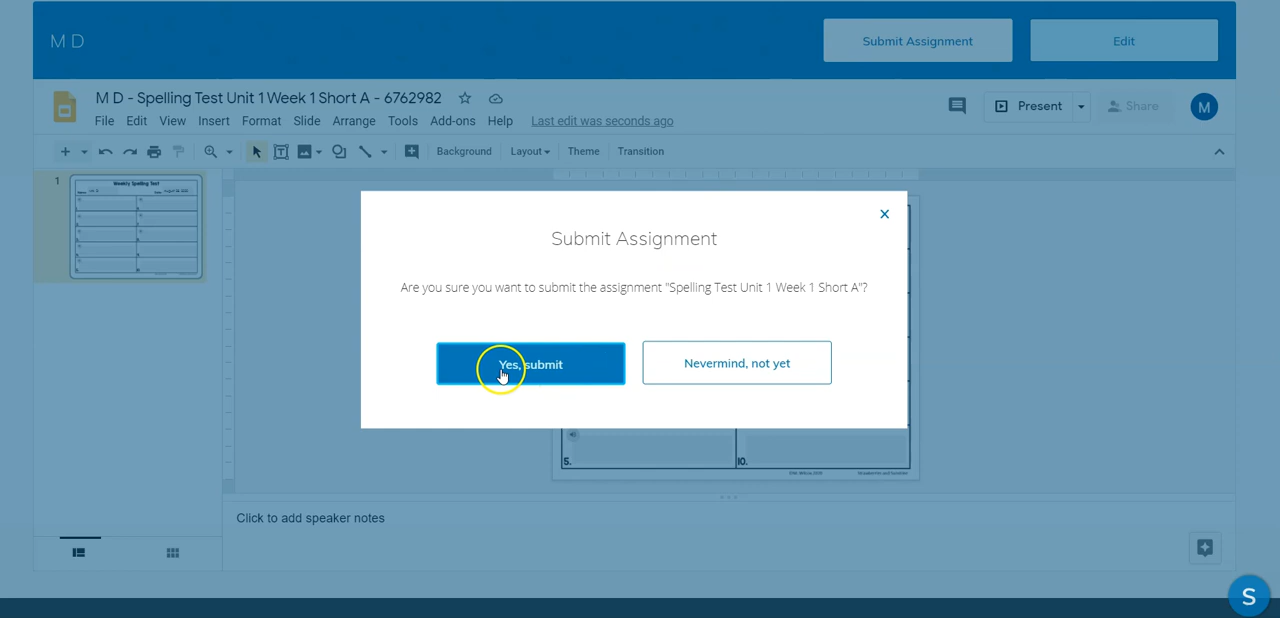 M D
Submit Assignment
Edit
M D - Spelling Test Unit 1 Week 1 Short A - 6762982
File Edit View Insert Format Slide Arrange Tools Add-ons Help Last edit was seconds ago
Present
Share
M
Background Layout Theme Transition
1
Weekly Spelling Test
Submit Assignment
Are you sure you want to submit the assignment "Spelling Test Unit 1 Week 1 Short A"?
Yes, submit
Nevermind, not yet
5.
10.
Click to add speaker notes
S